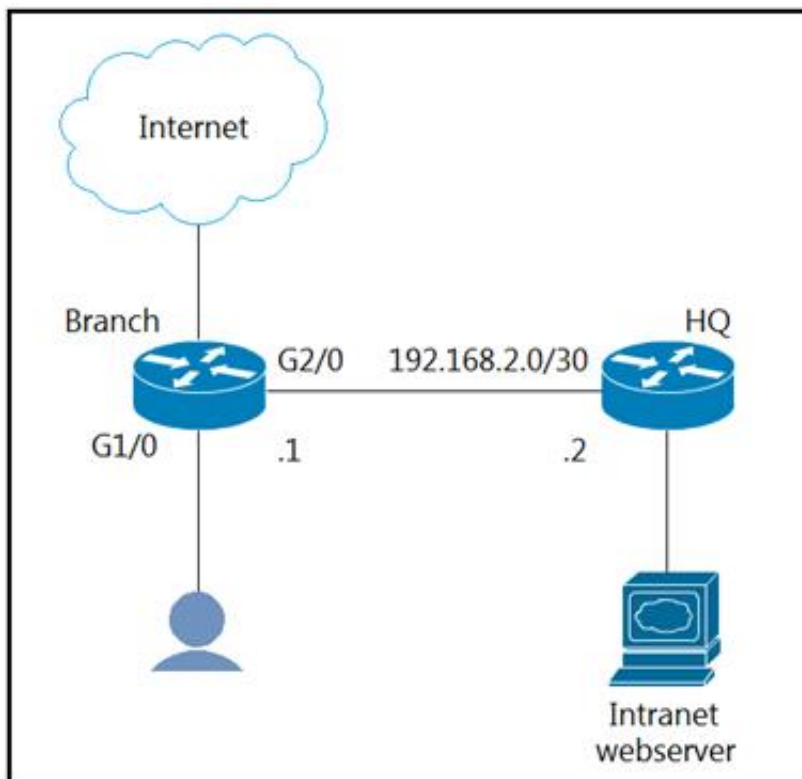 Internet
Branch
HQ
G2/0
192.168.2.0/30
G1/0
.1
.2
Intranet
webserver